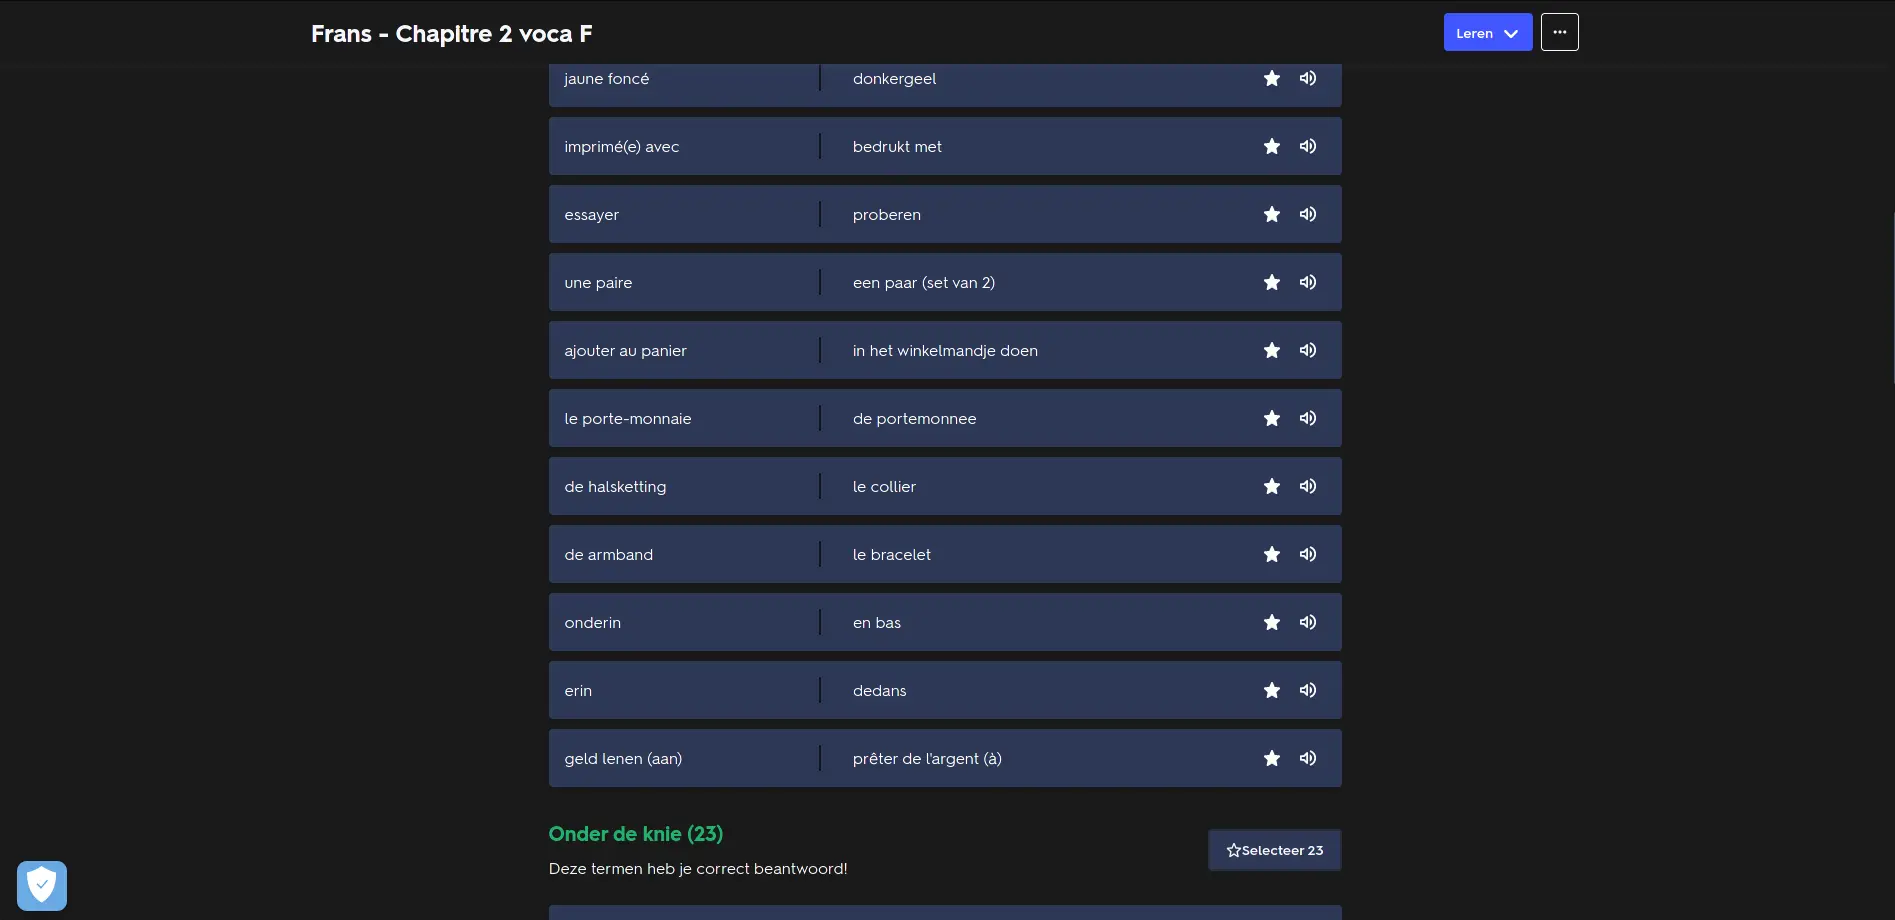 Frans - Chapitre 2 voca F
Leren
jaune foncé donkergeel
imprimé(e) avec bedrukt met
essayer proberen
une paire een paar (set van 2)
ajouter au panier in het winkelmandje doen
le porte-monnaie de portemonnee
de halsketting le collier
de armband le bracelet
onderin en bas
erin dedans
geld lenen (aan) prêter de l'argent (à)
Onder de knie (23)
Selecteer 23
Deze termen heb je correct beantwoord!